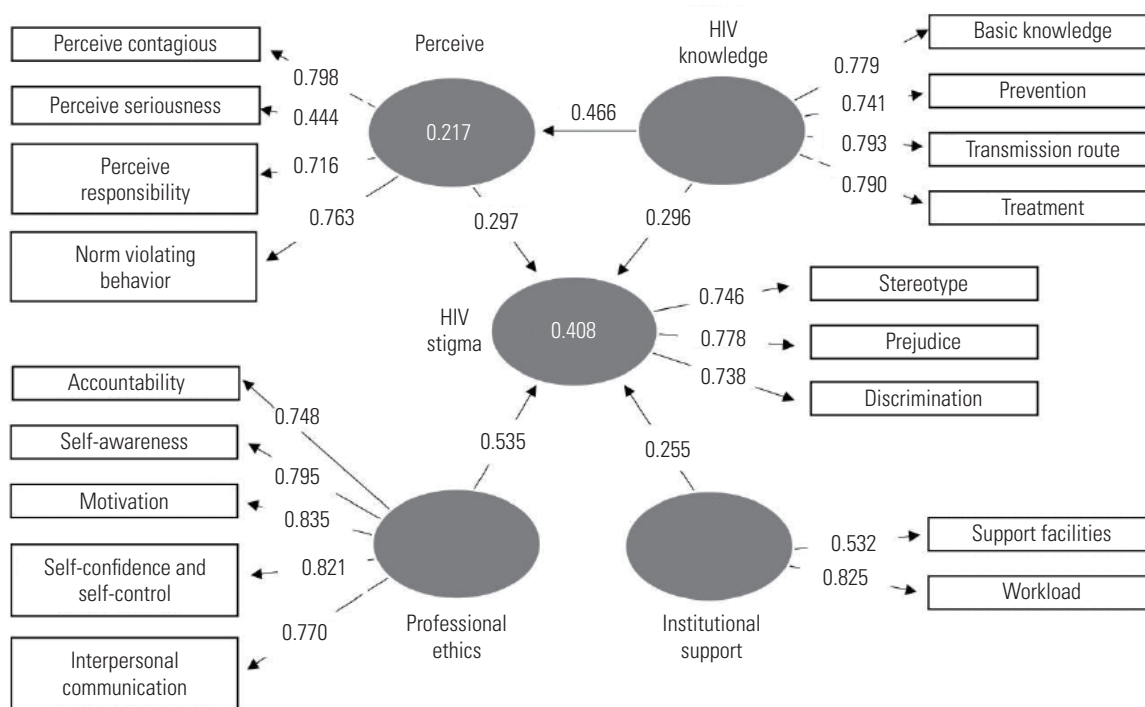 Perceive contagious
Perceive seriousness
Perceive
responsibility
Norm violating
behavior
0.798
0.444
0.716
0.763
Perceive
0.217
0.466
HIV
knowledge
0.779
0.741
0.793
0.790
Basic knowledge
Prevention
Transmission route
Treatment
0.297
0.296
HIV
stigma
0.408
0.746
0.778
0.738
Stereotype
Prejudice
Discrimination
Accountability
Self-awareness
Motivation
Self-confidence and
self-control
Interpersonal
communication
0.748
0.795
0.835
0.821
0.770
0.535
0.255
Professional
ethics
Institutional
support
0.532
0.825
Support facilities
Workload